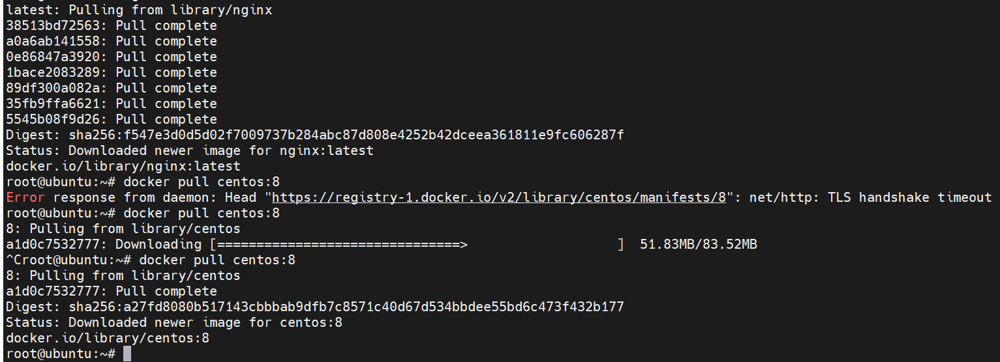 latest: Pulling from library/nginx
38513bd72563: Pull complete
a0a6ab141558: Pull complete
0e86847a3920: Pull complete
1bace2083289: Pull complete
89df300a082a: Pull complete
35fb9ffa6621: Pull complete
5545b08f9d26: Pull complete
Digest: sha256:f547e3d0d5d02f7009737b284abc87d808e4252b42dceea361811e9fc606287f
Status: Downloaded newer image for nginx:latest
docker.io/library/nginx:latest
root@ubuntu:~# docker pull centos:8
Error response from daemon: Head "https://registry-1.docker.io/v2/library/centos/manifests/8": net/http: TLS handshake timeout
root@ubuntu:~# docker pull centos:8
8: Pulling from library/centos
a1d0c7532777: Downloading [===============================>                   ]  51.83MB/83.52MB
^Croot@ubuntu:~# docker pull centos:8
8: Pulling from library/centos
a1d0c7532777: Pull complete
Digest: sha256:a27fd8080b517143cbbbab9dfb7c8571c40d67d534bbdee55bd6c473f432b177
Status: Downloaded newer image for centos:8
docker.io/library/centos:8
root@ubuntu:~#